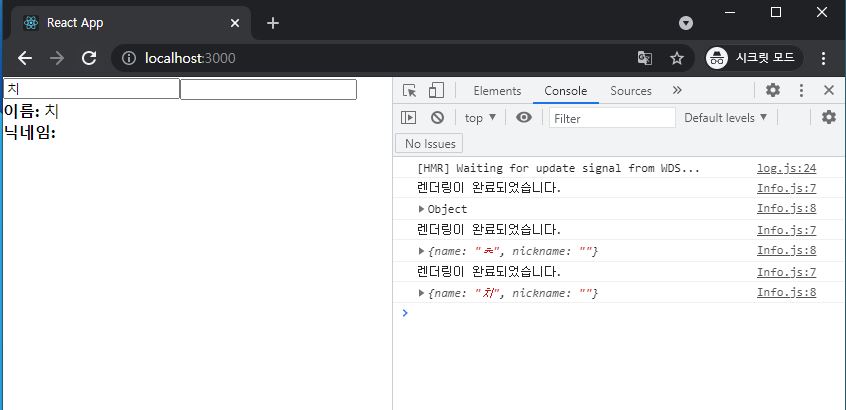 React App
localhost:3000
시크릿 모드
치
이름: 치
닉네임:
Elements Console Sources
top Filter Default levels
No Issues
[HMR] Waiting for update signal from WDS... log.js:24
렌더링이 완료되었습니다. Info.js:7
Object Info.js:8
렌더링이 완료되었습니다. Info.js:7
{name: "ㅊ", nickname: ""} Info.js:8
렌더링이 완료되었습니다. Info.js:7
{name: "치", nickname: ""} Info.js:8